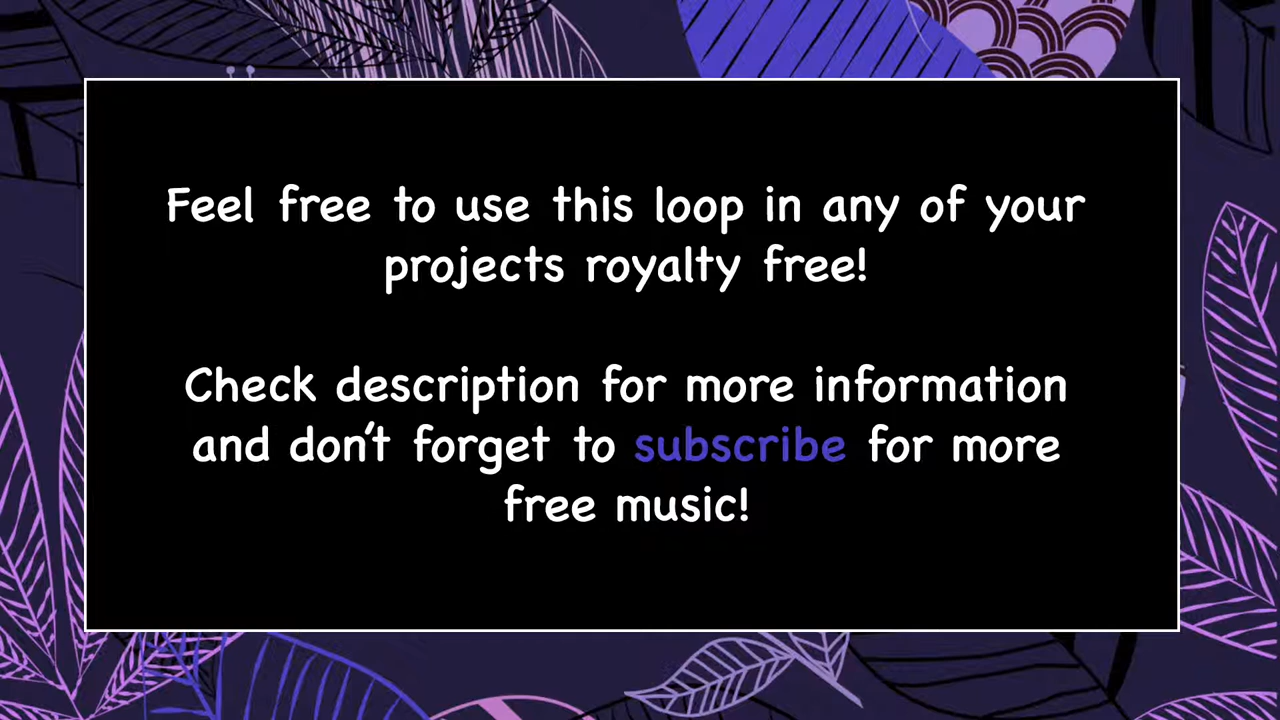 Feel free to use this loop in any of your
projects royalty free!
Check description for more information
and don't forget to subscribe for more
free music!